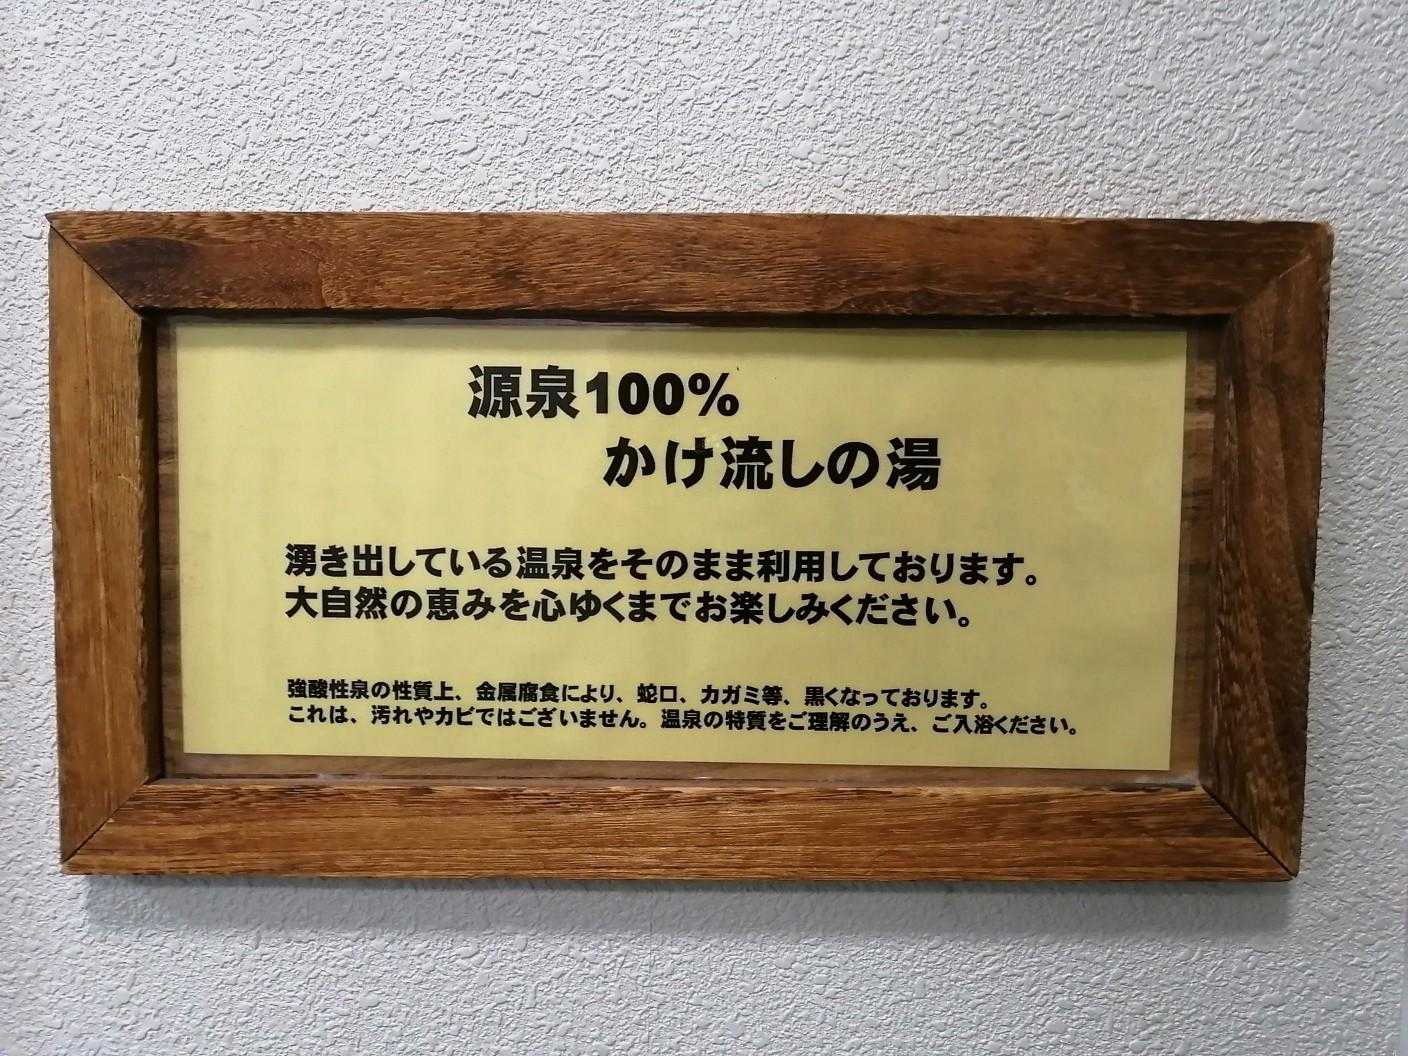 源泉100%
かけ流しの湯
湧き出している温泉をそのまま利用しております。
大自然の恵みを心ゆくまでお楽しみください。
強酸性泉の性質上、金属腐食により、蛇口、カガミ等、黒くなっております。
これは、汚れやカビではございません。温泉の特質をご理解のうえ、ご入浴ください。